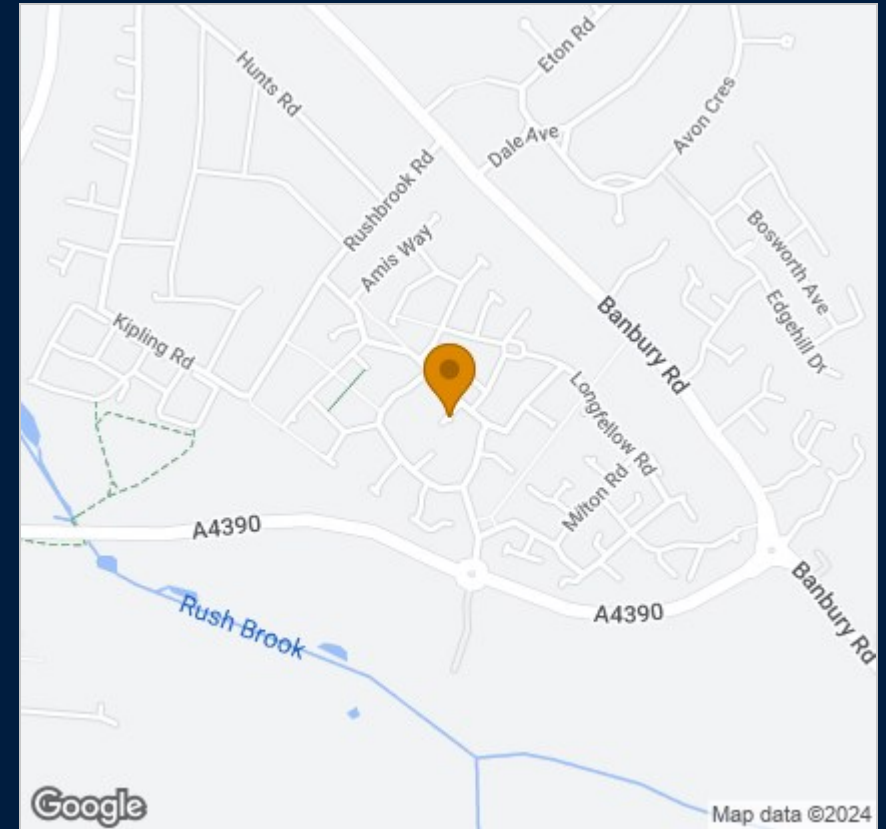 Eton Rd
Hunts Rd
Avon Cres
Dale Ave
Rushbrook Rd
Amis Way
Bosworth Ave
Edgehill Dr
Banbury Rd
Kipling Rd
Longfellow Rd
Milton Rd
A4390
Banbury Rd
A4390
Rush Brook
Google
Map data ©2024